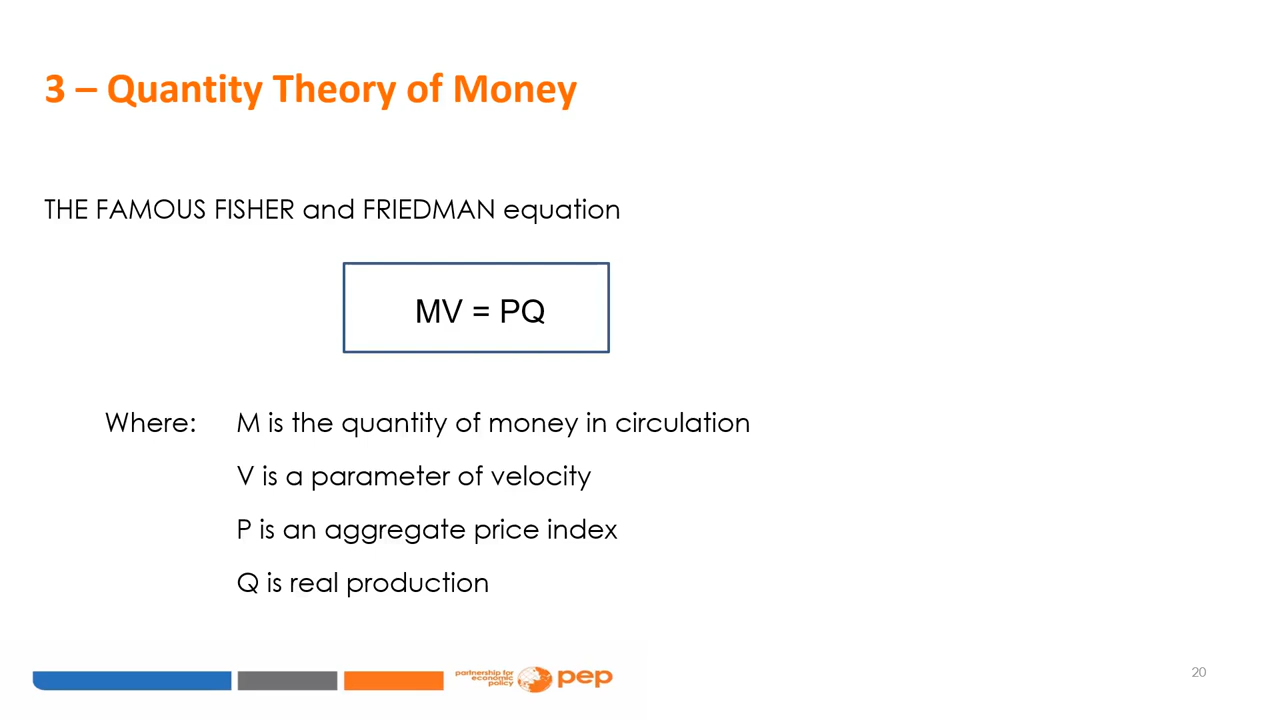 3 – Quantity Theory of Money
THE FAMOUS FISHER and FRIEDMAN equation
MV = PQ
Where: M is the quantity of money in circulation
V is a parameter of velocity
P is an aggregate price index
Q is real production
partnership for
economic
policy
pep
20